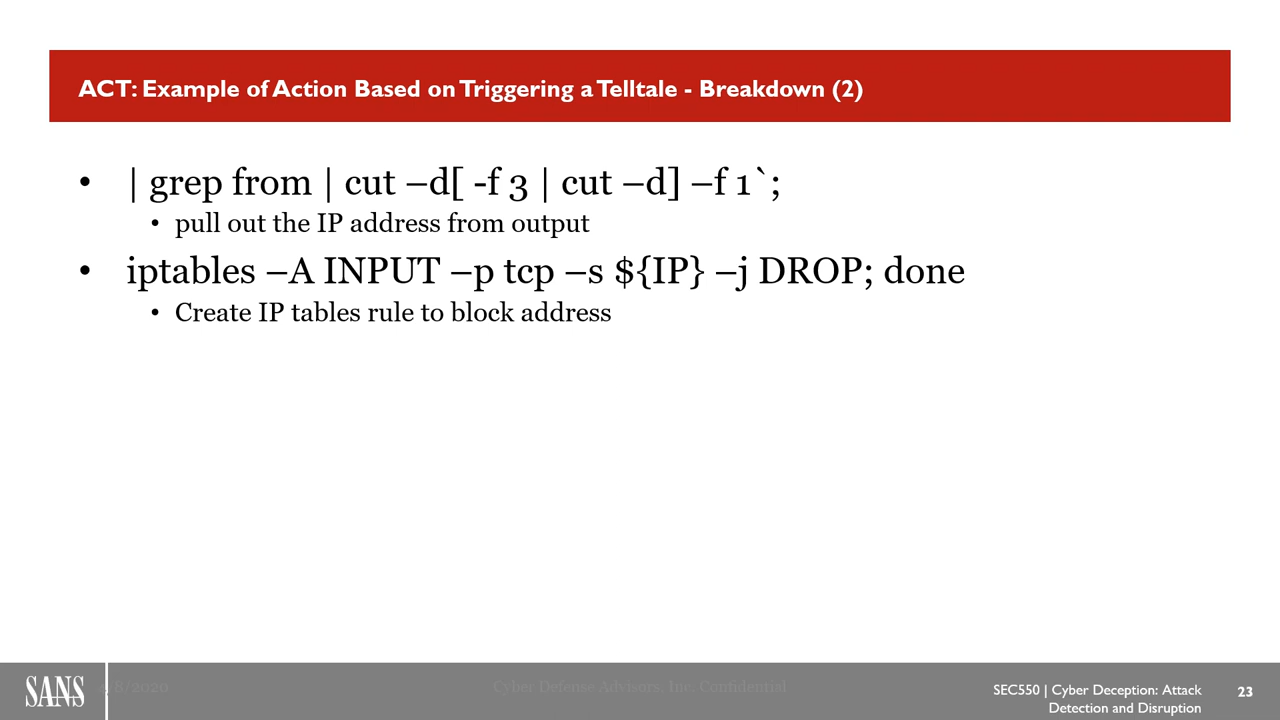 ACT: Example of Action Based on Triggering a Telltale - Breakdown (2)
• | grep from | cut –d[ -f 3 | cut –d] –f 1`;
• pull out the IP address from output
• iptables –A INPUT –p tcp –s ${IP} –j DROP; done
• Create IP tables rule to block address
SANS
/8/2020
Cyber Defense Advisors, Inc. Confidential
SEC550 | Cyber Deception: Attack
Detection and Disruption
23